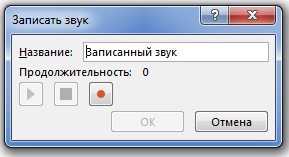 Записать звук
Название: Записанный звук
Продолжительность: 0
ОК Отмена